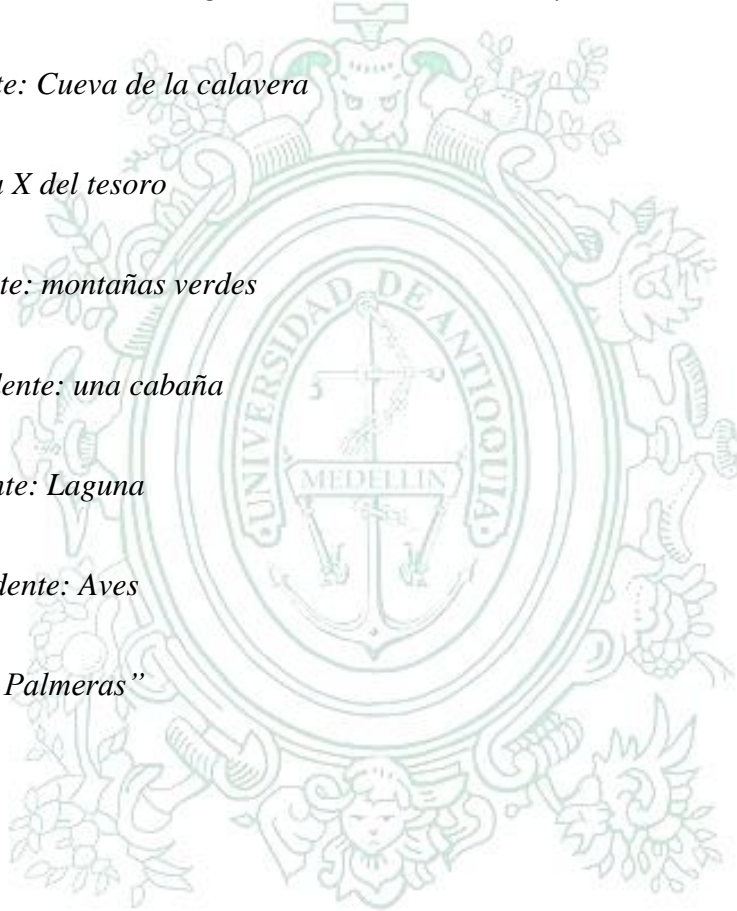 te: Cueva de la calavera
X del tesoro
te: montañas verdes
dente: una cabaña
nte: Laguna
dente: Aves
Palmeras”
UNIVERSIDAD DE ANTIOQUIA
MEDELLIN